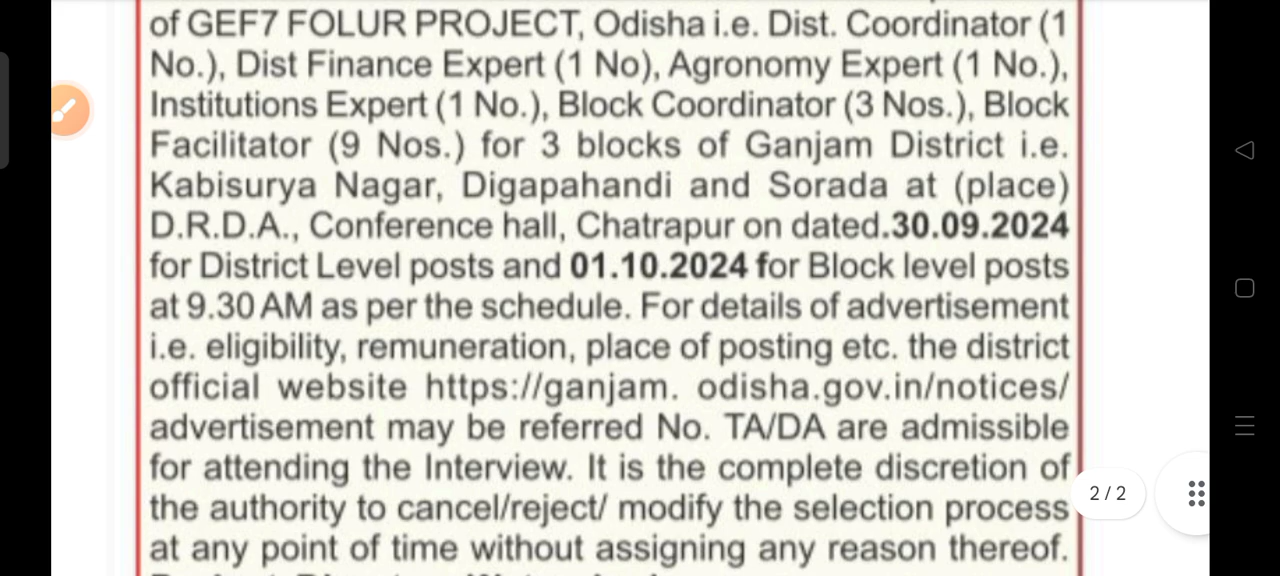 of GEF7 FOLUR PROJECT, Odisha i.e. Dist. Coordinator (1
No.), Dist Finance Expert (1 No), Agronomy Expert (1 No.),
Institutions Expert (1 No.), Block Coordinator (3 Nos.), Block
Facilitator (9 Nos.) for 3 blocks of Ganjam District i.e.
Kabisurya Nagar, Digapahandi and Sorada at (place)
D.R.D.A., Conference hall, Chatrapur on dated.30.09.2024
for District Level posts and 01.10.2024 for Block level posts
at 9.30 AM as per the schedule. For details of advertisement
i.e. eligibility, remuneration, place of posting etc. the district
official website https://ganjam. odisha.gov.in/notices/
advertisement may be referred No. TA/DA are admissible
for attending the Interview. It is the complete discretion of
the authority to cancel/reject/ modify the selection process
2 / 2
at any point of time without assigning any reason thereof.